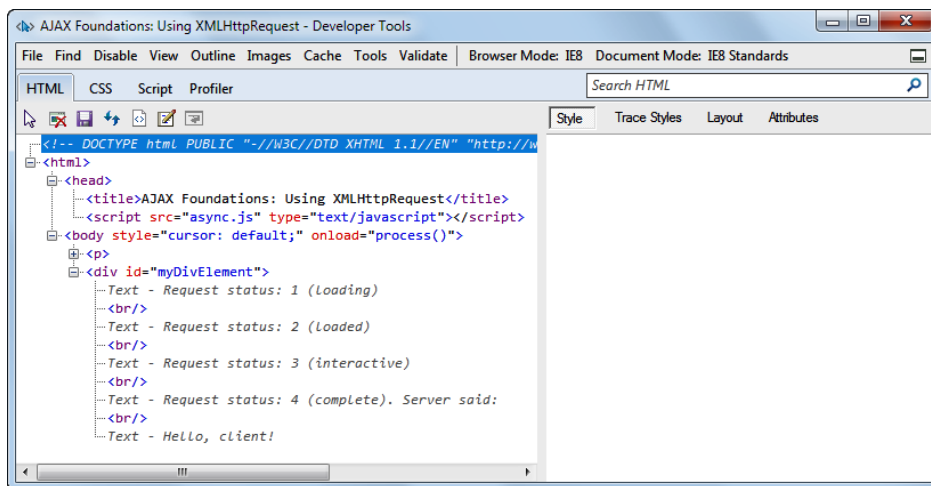 AJAX Foundations: Using XMLHttpRequest - Developer Tools
File Find Disable View Outline Images Cache Tools Validate Browser Mode: IE8 Document Mode: IE8 Standards
HTML CSS Script Profiler Search HTML
Style Trace Styles Layout Attributes
<!-- DOCTYPE html PUBLIC "-//W3C//DTD XHTML 1.1//EN" "http://w
<html>
<head>
<title>AJAX Foundations: Using XMLHttpRequest</title>
<script src="async.js" type="text/javascript"></script>
<body style="cursor: default;" onload="process()">
<p>
<div id="myDivElement">
Text - Request status: 1 (loading)
<br/>
Text - Request status: 2 (loaded)
<br/>
Text - Request status: 3 (interactive)
<br/>
Text - Request status: 4 (complete). Server said:
<br/>
Text - Hello, client!